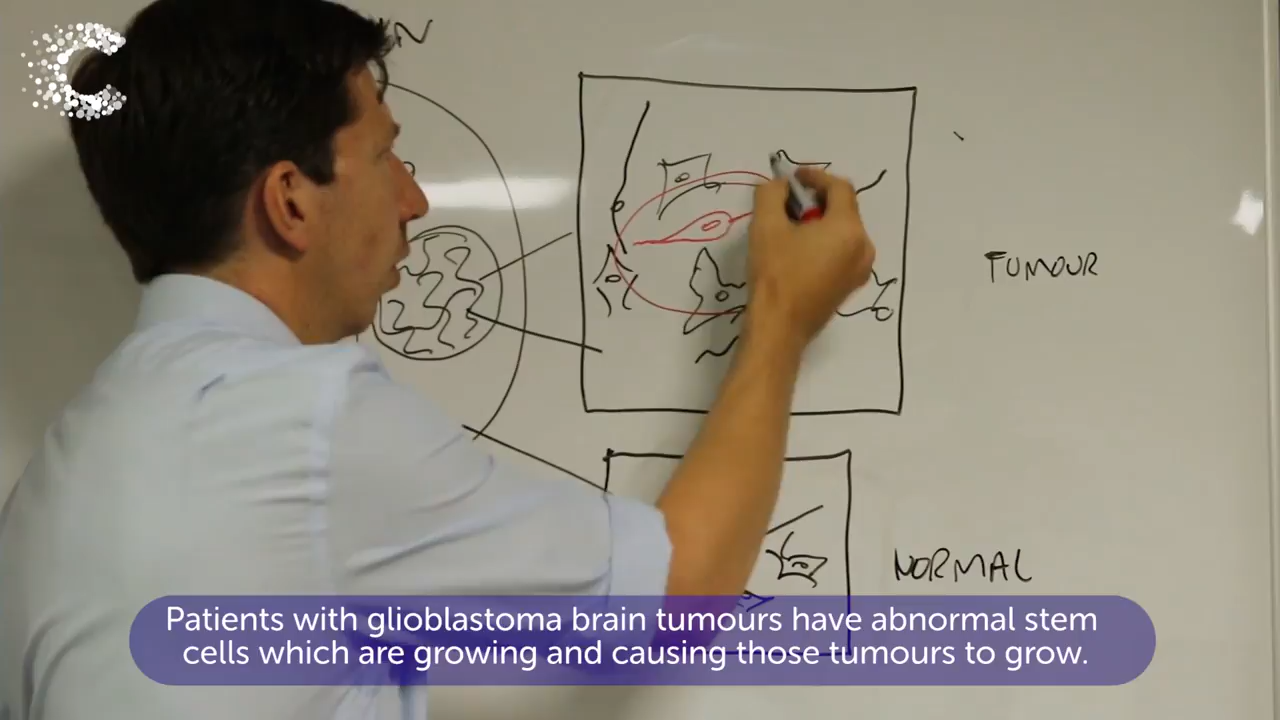 TUMOUR
NORMAL
Patients with glioblastoma brain tumours have abnormal stem
cells which are growing and causing those tumours to grow.